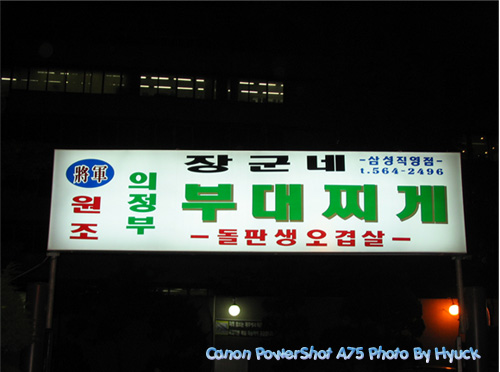 將軍
원조
의정부
장군네
-삼성직영점-
t.564-2496
부대찌게
-돌판생오겹살-
Canon PowerShot A75 Photo By Hyuck